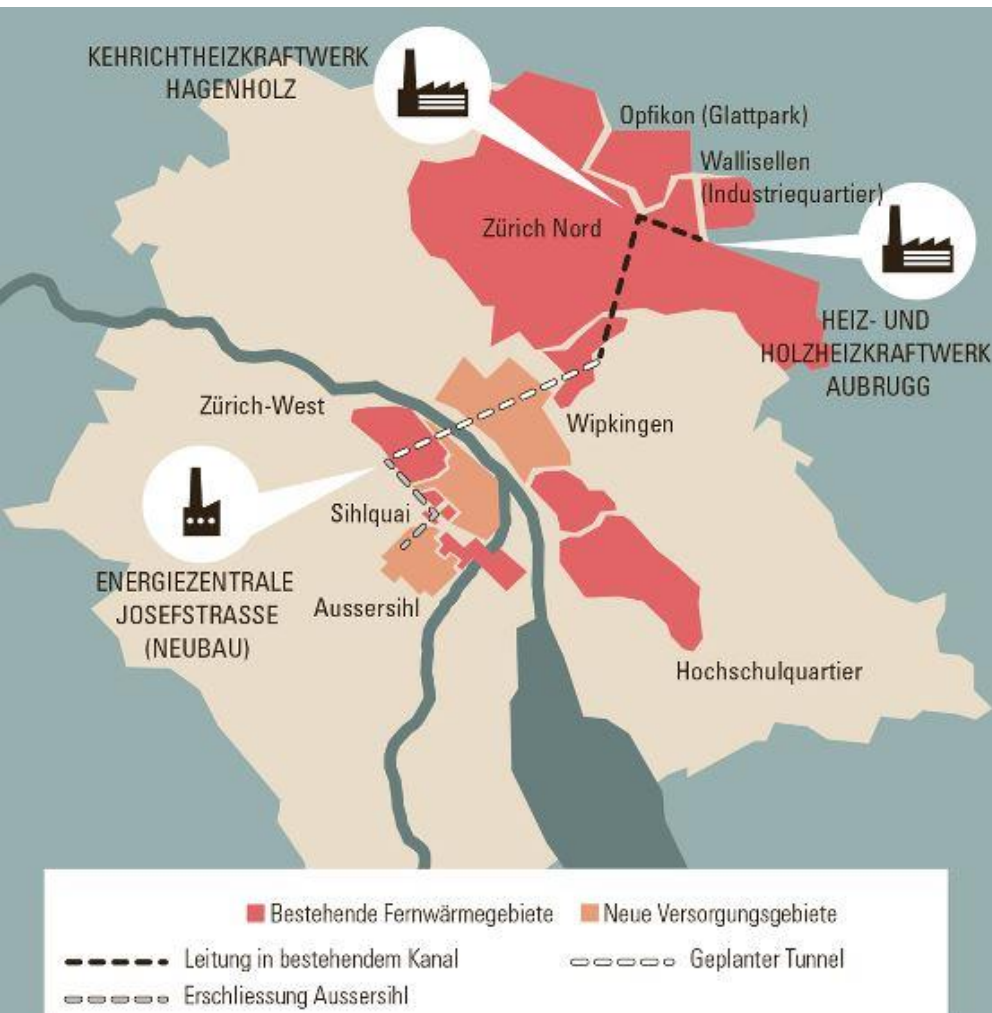 KEHRICHTHEIZKRAFTWERK
HAGENHOLZ
Opfikon (Glattpark)
Wallisellen
(Industriequartier)
Zürich Nord
HEIZ- UND
HOLZHEIZKRAFTWERK
AUBRUGG
Zürich-West
Wipkingen
Sihlquai
ENERGIEZENTRALE
JOSEFSTRASSE
(NEUBAU)
Aussersihl
Hochschulquartier
Bestehende Fernwärmegebiete
Neue Versorgungsgebiete
Leitung in bestehendem Kanal
Geplanter Tunnel
Erschliessung Aussersihl